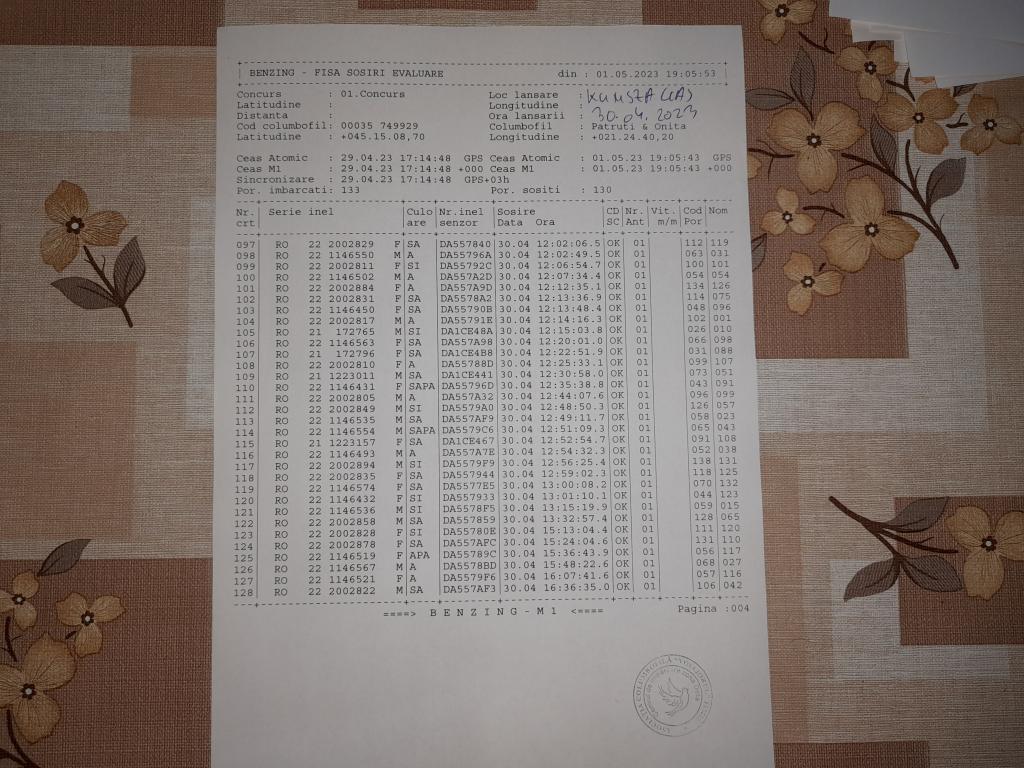 BENZING - FISA SOSIRI EVALUARE din : 01.05.2023 19:05:53
Concurs : 01.Concurs Loc lansare :
Latitudine : Longitudine :
Distanta : Ora lansarii : 30.04.2023
Cod columbofil: 00035 749929 Columbofil : Patruti & Onita
Latitudine : +045.15.08,70 Longitudine : +021.24.40,20
Ceas Atomic : 29.04.23 17:14:48 GPS Ceas Atomic : 01.05.23 19:05:43 GPS
Ceas M1 : 29.04.23 17:14:48 +000 Ceas M1 : 01.05.23 19:05:43 +000
Sincronizare : 29.04.23 17:14:48 GPS+03h
Por. imbarcati: 133 Por. sositi : 130
Nr. Serie inel Culo Nr.inel Sosire CD Nr. Vit. Cod Nom
crt are senzor Data Ora SC Ant m/m Por
097 RO 22 2002829 F SA DA557840 30.04 12:02:06.5 OK 01 112 119
098 RO 22 1146550 M A DA55796A 30.04 12:02:49.5 OK 01 063 031
099 RO 22 2002811 F SI DA55792C 30.04 12:06:54.7 OK 01 100 101
100 RO 22 1146502 M A DA557A2D 30.04 12:07:34.4 OK 01 054 054
101 RO 22 2002884 F A DA557A9D 30.04 12:12:35.1 OK 01 134 126
102 RO 22 2002831 F SA DA5578A2 30.04 12:13:36.9 OK 01 114 075
103 RO 22 1146450 F SA DA55790B 30.04 12:13:48.4 OK 01 048 096
104 RO 22 2002817 M A DA55791E 30.04 12:14:16.3 OK 01 102 001
105 RO 21 172765 M SI DA1CE48A 30.04 12:15:03.8 OK 01 026 010
106 RO 22 1146563 F SA DA557A98 30.04 12:20:01.0 OK 01 066 098
107 RO 21 172796 F SA DA1CE4B8 30.04 12:22:51.9 OK 01 031 088
108 RO 22 2002810 F A DA55788D 30.04 12:25:33.1 OK 01 099 107
109 RO 21 1223011 M SA DA1CE441 30.04 12:30:58.0 OK 01 073 051
110 RO 22 1146431 F SAPA DA55796D 30.04 12:35:38.8 OK 01 043 091
111 RO 22 2002805 M A DA557A32 30.04 12:44:07.6 OK 01 096 099
112 RO 22 2002849 M SI DA5579A0 30.04 12:48:50.3 OK 01 126 057
113 RO 22 1146535 M SA DA557AF9 30.04 12:49:11.7 OK 01 058 023
114 RO 22 1146554 M SAPA DA5579C6 30.04 12:51:09.3 OK 01 065 043
115 RO 21 1223157 F SA DA1CE467 30.04 12:52:54.7 OK 01 091 108
116 RO 22 1146493 M A DA557A7E 30.04 12:54:32.3 OK 01 052 038
117 RO 22 2002894 M SI DA5579F9 30.04 12:56:25.4 OK 01 138 131
118 RO 22 2002835 F SA DA557944 30.04 12:59:02.3 OK 01 118 125
119 RO 22 1146574 F SA DA5577E5 30.04 13:00:08.2 OK 01 070 132
120 RO 22 1146432 F SI DA557933 30.04 13:01:10.1 OK 01 044 123
121 RO 22 1146536 M SI DA5578F5 30.04 13:15:19.9 OK 01 059 015
122 RO 22 2002858 M SA DA557859 30.04 13:32:57.4 OK 01 128 065
123 RO 22 2002828 F SI DA55780E 30.04 15:13:04.4 OK 01 111 120
124 RO 22 2002878 F SA DA557AFC 30.04 15:24:04.6 OK 01 131 110
125 RO 22 1146519 F APA DA55789C 30.04 15:36:43.9 OK 01 056 117
126 RO 22 1146567 M A DA5578BD 30.04 15:48:22.6 OK 01 068 027
127 RO 22 1146521 F A DA5579F6 30.04 16:07:41.6 OK 01 057 116
128 RO 22 2002822 M SA DA557AF3 30.04 16:36:35.0 OK 01 106 042
====> B E N Z I N G - M 1 <==== Pagina :004